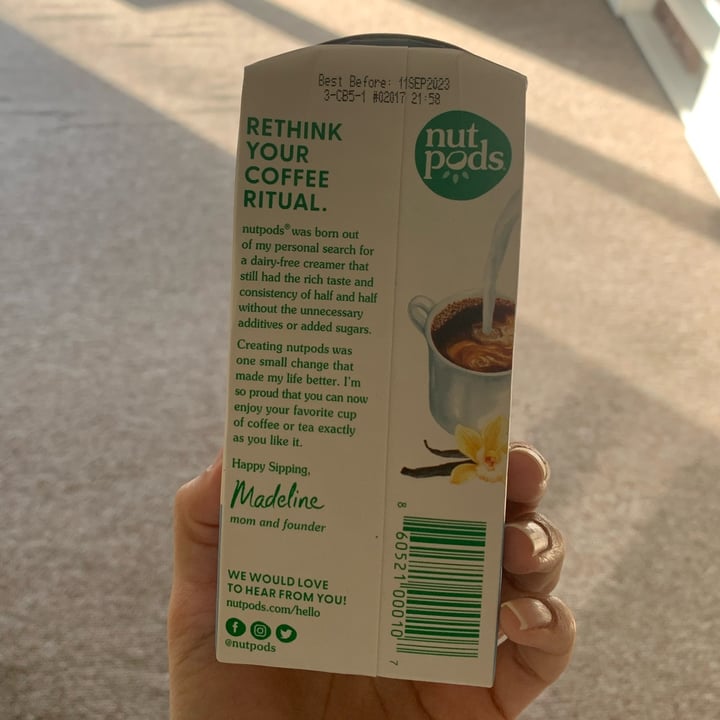 Best Before: 11SEP2023
3-CB5-1 #02017 21:58
RETHINK
YOUR
COFFEE
RITUAL.
nutpods® was born out
of my personal search for
a dairy-free creamer that
still had the rich taste and
consistency of half and half
without the unnecessary
additives or added sugars.
Creating nutpods was
one small change that
made my life better. I'm
so proud that you can now
enjoy your favorite cup
of coffee or tea exactly
as you like it.
Happy Sipping,
Madeline
mom and founder
WE WOULD LOVE
TO HEAR FROM YOU!
nutpods.com/hello
@nutpods
nut
pods.
8 60521 00010 7